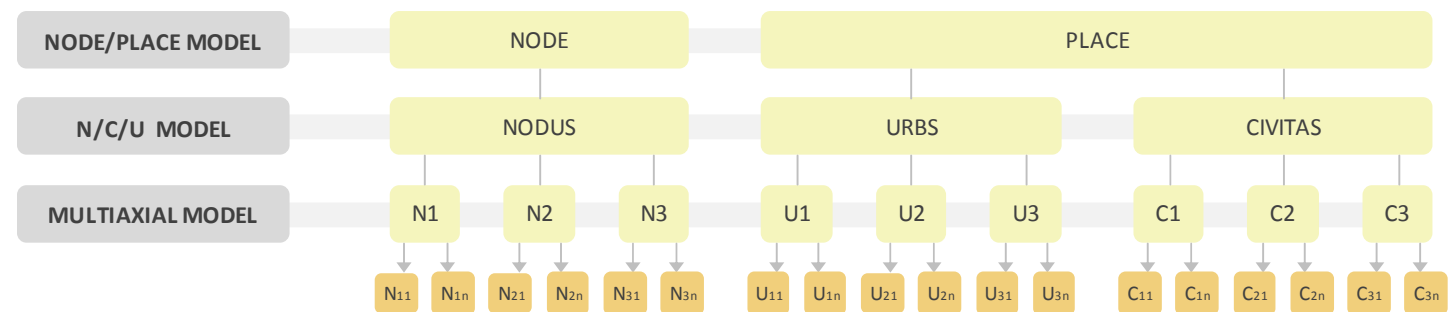 NODE/PLACE MODEL NODE PLACE
N/C/U MODEL NODUS URBS CIVITAS
MULTIAXIAL MODEL N1 N2 N3 U1 U2 U3 C1 C2 C3
N11 N1n N21 N2n N31 N3n U11 U1n U21 U2n U31 U3n C11 C1n C21 C2n C31 C3n